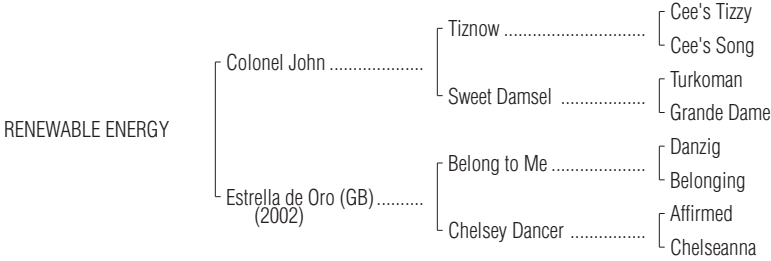 Cee's Tizzy
Tiznow ..............................
Cee's Song
Colonel John ....................
Turkoman
Sweet Damsel ..................
Grande Dame
RENEWABLE ENERGY
Danzig
Belong to Me ....................
Belonging
Estrella de Oro (GB)..........
(2002)
Affirmed
Chelsey Dancer ................
Chelseanna